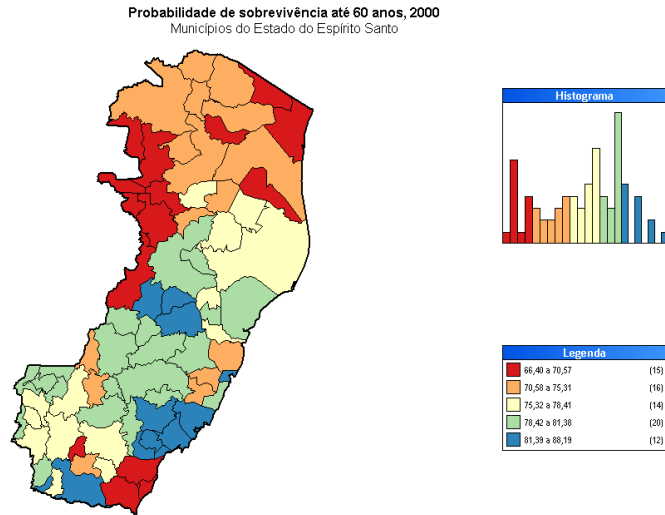 Probabilidade de sobrevivência até 60 anos, 2000
Municípios do Estado do Espírito Santo
Histograma
Legenda
66,40 a 70,57 (15)
70,58 a 75,31 (16)
75,32 a 78,41 (14)
78,42 a 81,38 (20)
81,39 a 88,19 (12)